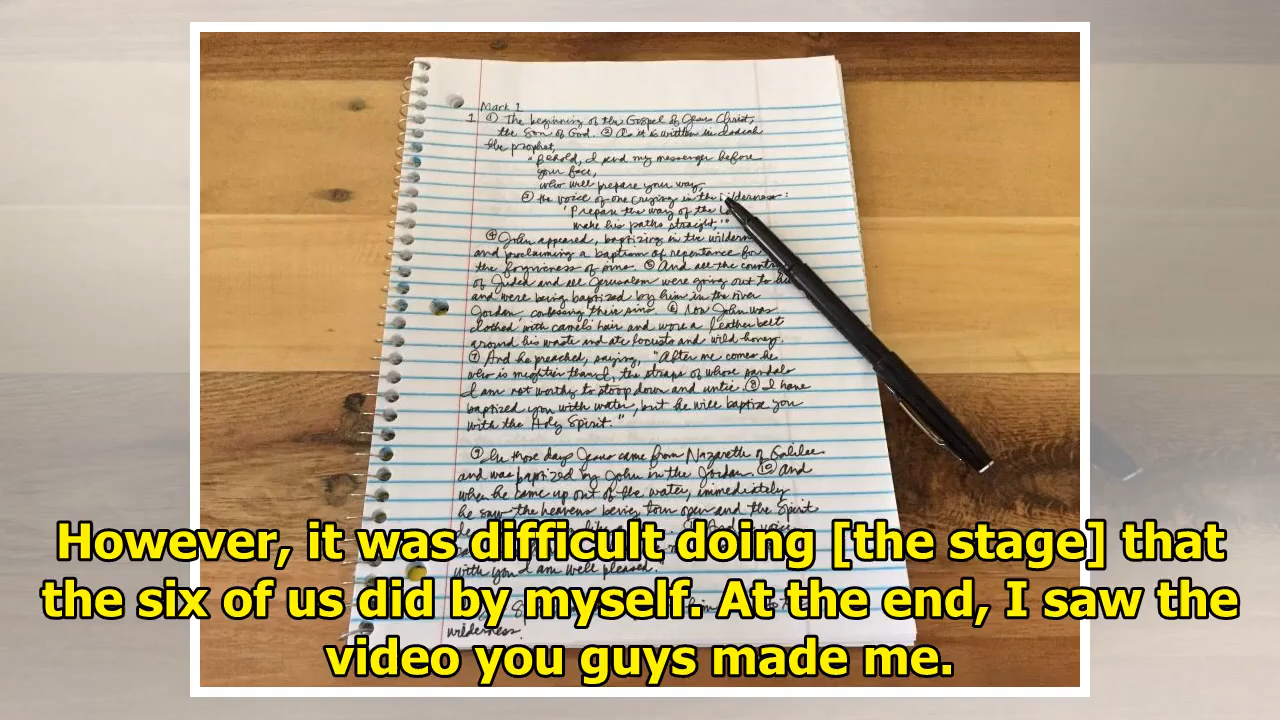 Mark 1
1 ① The beginning of the Gospel of Jesus Christ,
the Son of God. ② As it is written in Isaiah
the prophet,
"Behold, I send my messenger before
your face,
who will prepare your way,
③ the voice of one crying in the wilderness:
'Prepare the way of the
make his paths straight,'"
④ John appeared, baptizing in the wildern
and proclaiming a baptism of repentance for
the forgiveness of sins. ⑤ And all the country
of Judea and all Jerusalem were going out to
and were being baptized by him in the river
Jordan, confessing their sins. ⑥ Now John was
clothed with camel's hair and wore a leather belt
around his waist and ate locusts and wild honey.
⑦ And he preached, saying, "After me comes he
who is mightier than I, the straps of whose sandals
I am not worthy to stoop down and untie. ⑧ I have
baptized you with water, but he will baptize you
with the Holy Spirit."
⑨ In those days Jesus came from Nazareth of Galilee
and was baptized by John in the Jordan. ⑩ And
when he came up out of the water, immediately
he saw the heavens being torn open and the Spirit
However, it was difficult doing [the stage] that
with you I am well pleased."
the six of us did by myself. At the end, I saw the
wilderness.
video you guys made me.